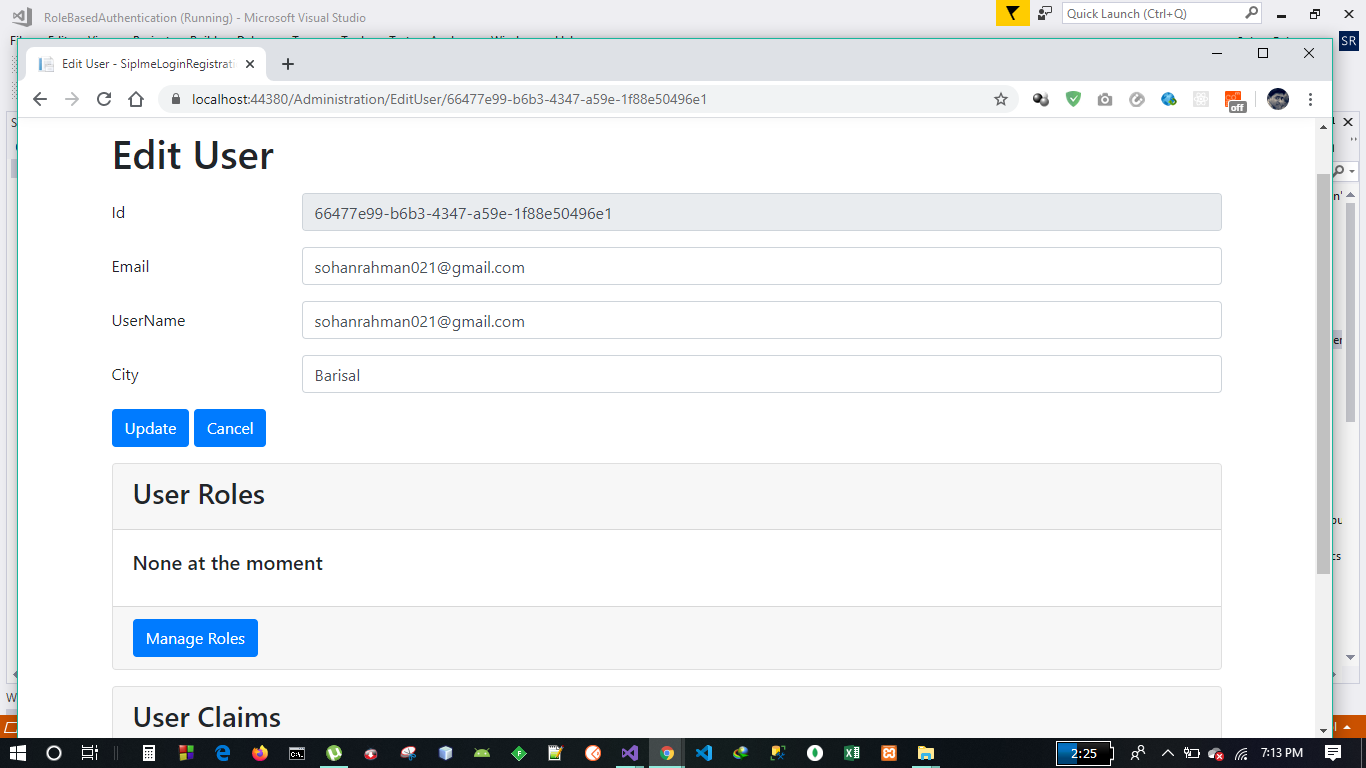 RoleBasedAuthentication (Running) - Microsoft Visual Studio
Quick Launch (Ctrl+Q)
SR
Edit User - SiplmeLoginRegistrati
localhost:44380/Administration/EditUser/66477e99-b6b3-4347-a59e-1f88e50496e1
off
Edit User
Id
66477e99-b6b3-4347-a59e-1f88e50496e1
Email
sohanrahman021@gmail.com
UserName
sohanrahman021@gmail.com
City
Barisal
Update
Cancel
User Roles
None at the moment
Manage Roles
User Claims
2:25
7:13 PM